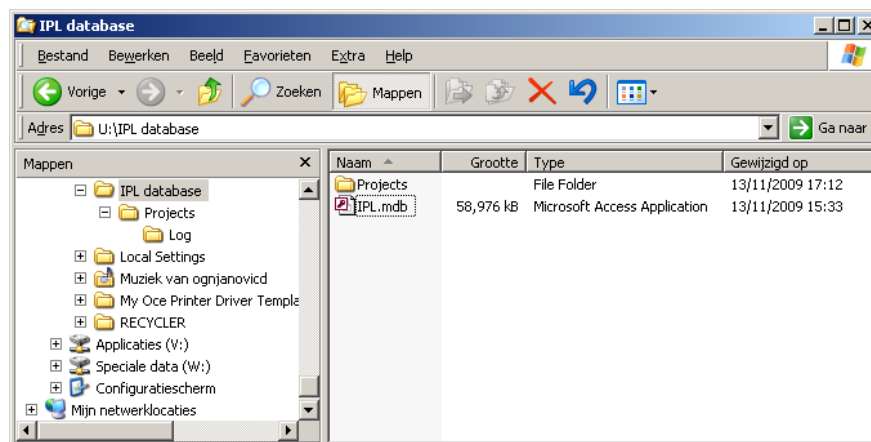 IPL database
Bestand Bewerken Beeld Favorieten Extra Help
Vorige Zoeken Mappen
Adres U:\IPL database Ga naar
Mappen
IPL database
Projects
Log
Local Settings
Muziek van ognjanovicd
My Oce Printer Driver Templa
RECYCLER
Applicaties (V:)
Speciale data (W:)
Configuratiescherm
Mijn netwerklocaties
Naam Grootte Type Gewijzigd op
Projects File Folder 13/11/2009 17:12
IPL.mdb 58,976 kB Microsoft Access Application 13/11/2009 15:33